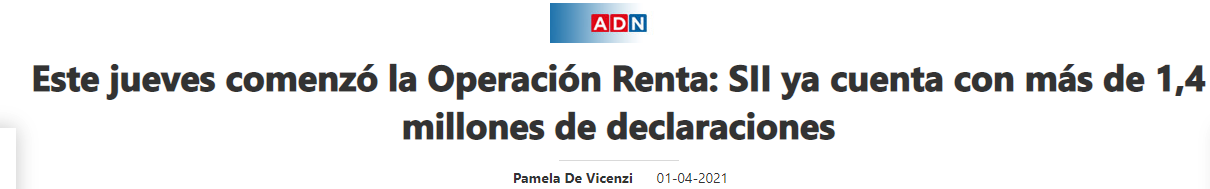 ADN
Este jueves comenzó la Operación Renta: SII ya cuenta con más de 1,4
millones de declaraciones
Pamela De Vicenzi 01-04-2021